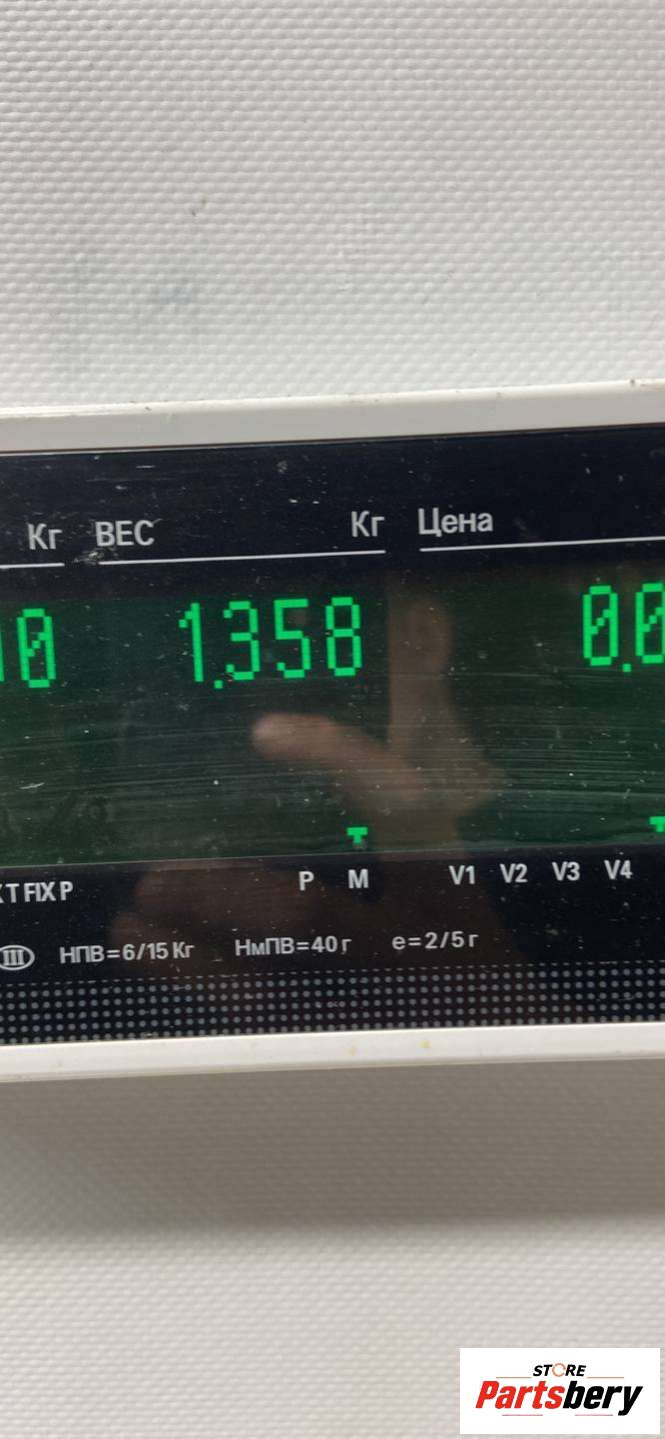 Кг ВЕС Кг Цена
0 1.358 0.0
T FIX P P M V1 V2 V3 V4
III НПВ=6/15 Кг НмПВ=40 г e=2/5 г
STORE
Partsbery